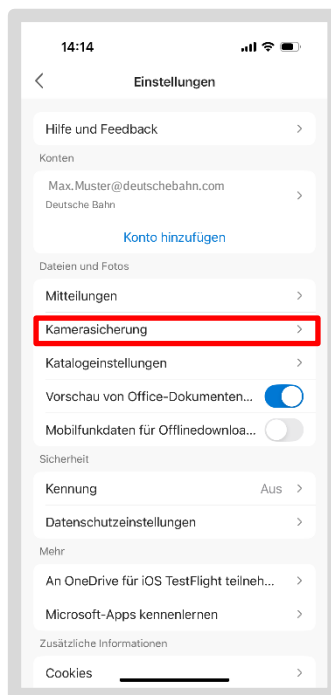 14:14
Einstellungen
Hilfe und Feedback
Konten
Max.Muster@deutschebahn.com
Deutsche Bahn
Konto hinzufügen
Dateien und Fotos
Mitteilungen
Kamerasicherung
Katalogeinstellungen
Vorschau von Office-Dokumenten...
Mobilfunkdaten für Offlinedownloa...
Sicherheit
Kennung Aus
Datenschutzeinstellungen
Mehr
An OneDrive für iOS TestFlight teilneh...
Microsoft-Apps kennenlernen
Zusätzliche Informationen
Cookies